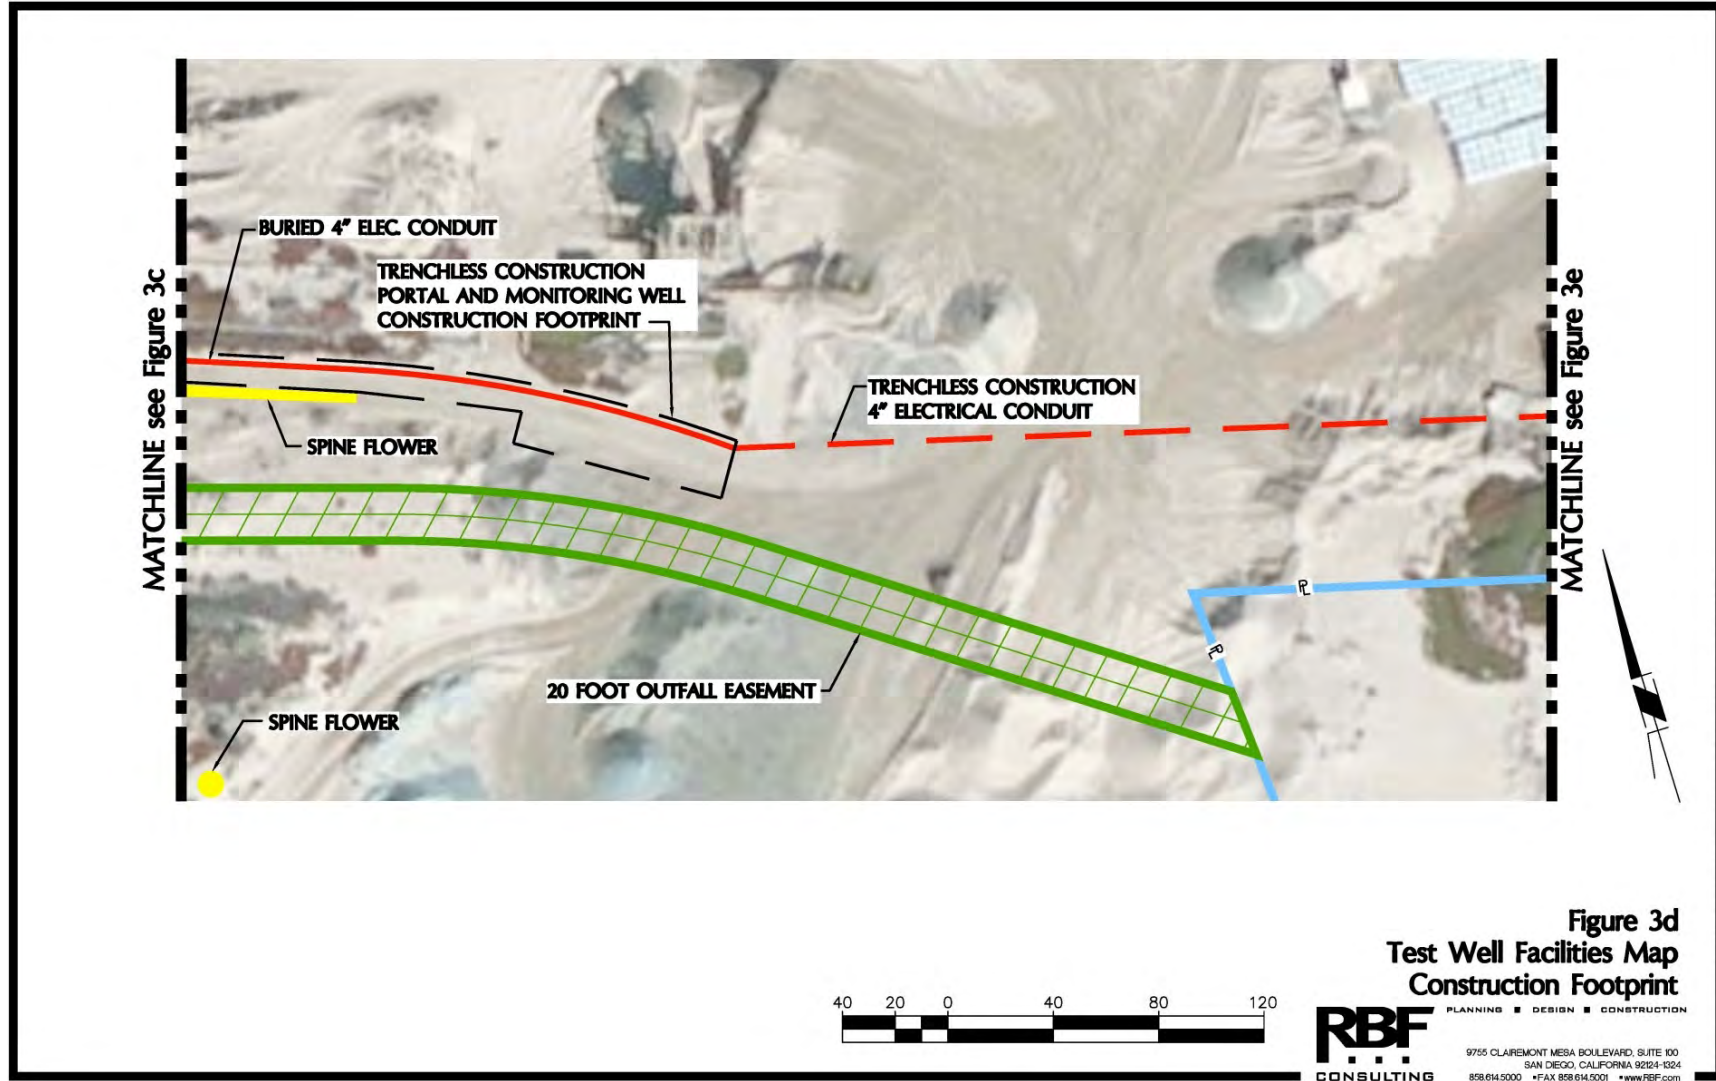 BURIED 4" ELEC. CONDUIT
TRENCHLESS CONSTRUCTION
PORTAL AND MONITORING WELL
CONSTRUCTION FOOTPRINT
MATCHLINE see Figure 3c
MATCHLINE see Figure 3e
TRENCHLESS CONSTRUCTION
4" ELECTRICAL CONDUIT
SPINE FLOWER
PL
PL
20 FOOT OUTFALL EASEMENT
SPINE FLOWER
Figure 3d
Test Well Facilities Map
Construction Footprint
40 20 0 40 80 120
RBF
CONSULTING
PLANNING ■ DESIGN ■ CONSTRUCTION
9755 CLAIREMONT MESA BOULEVARD, SUITE 100
SAN DIEGO, CALIFORNIA 92124-1324
858.614.5000 • FAX 858.614.5001 • www.RBF.com